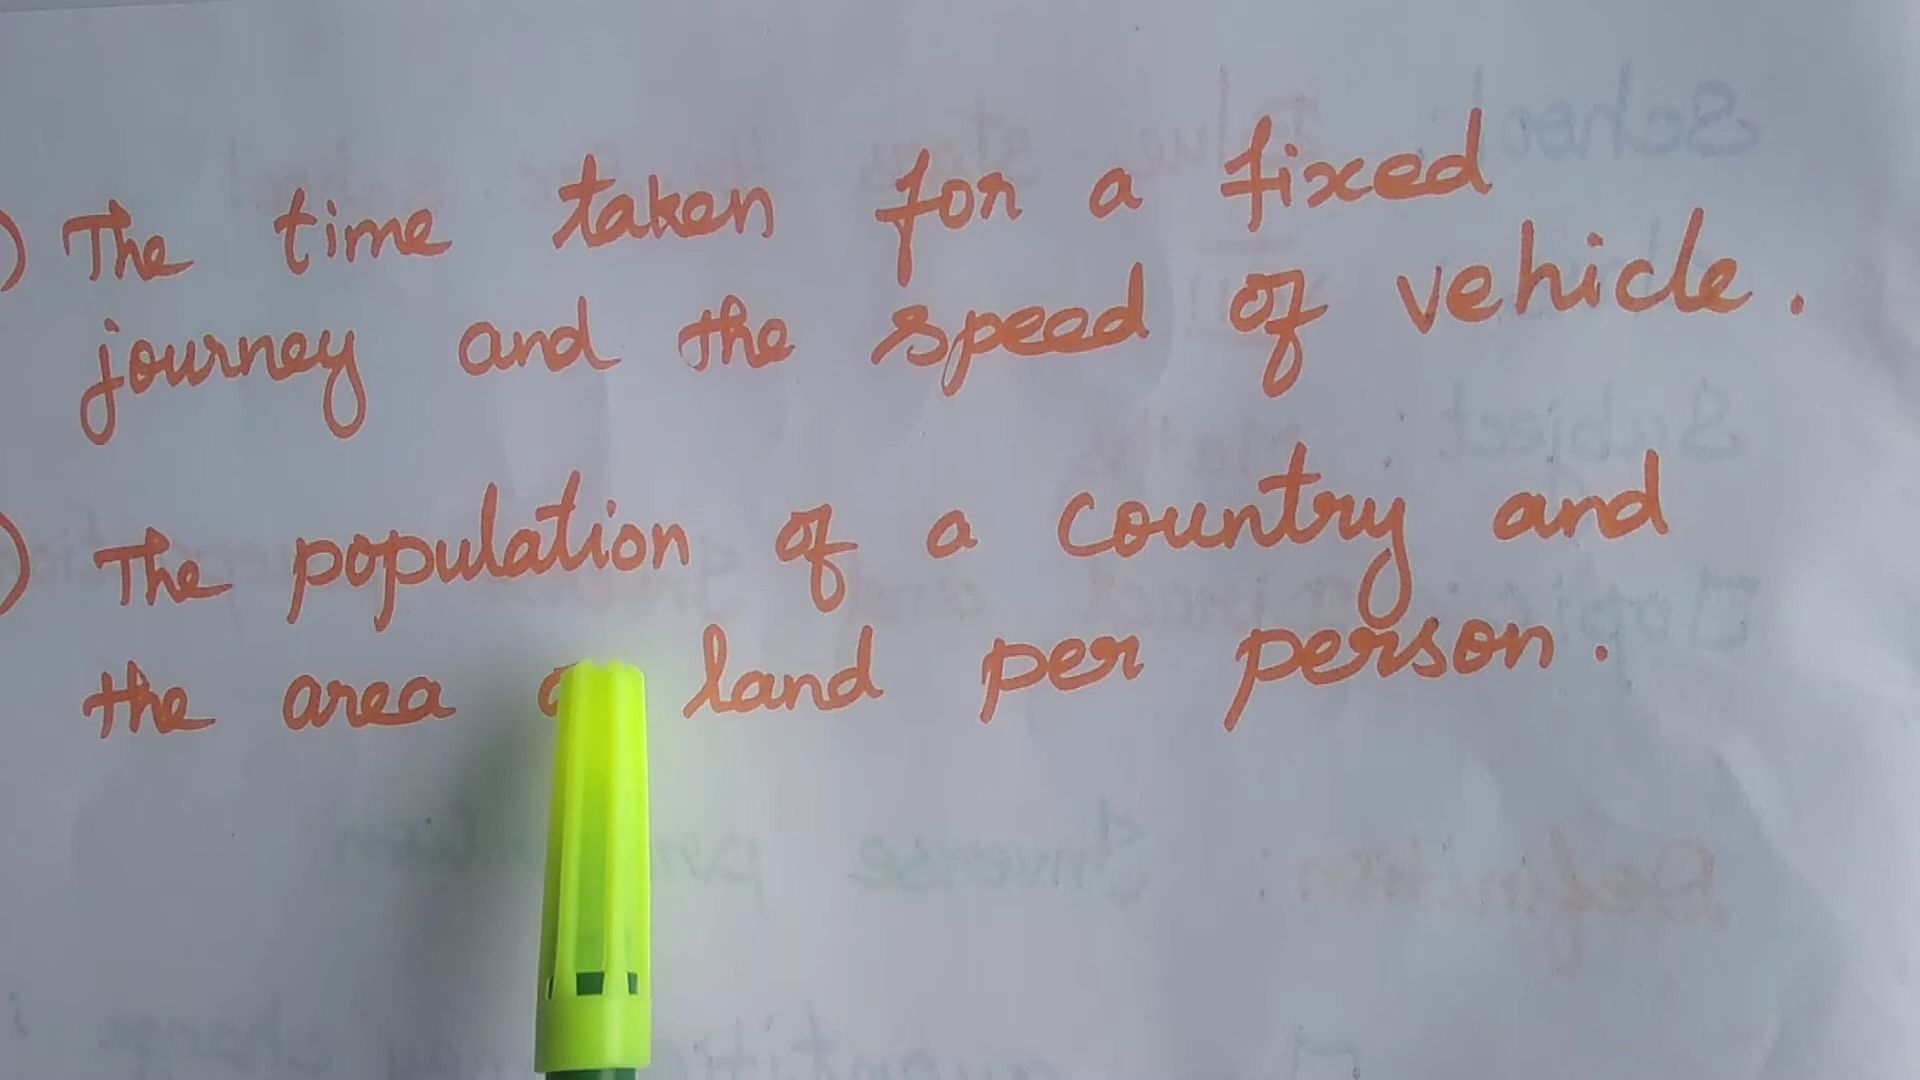 ) The time taken for a fixed
journey and the speed of vehicle.
) The population of a country and
the area land per person.